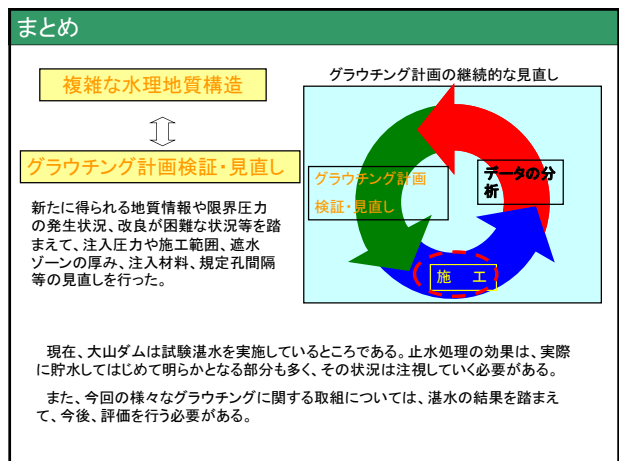 まとめ
複雑な水理地質構造
グラウチング計画検証・見直し
新たに得られる地質情報や限界圧力
の発生状況、改良が困難な状況等を踏
まえて、注入圧力や施工範囲、遮水
ゾーンの厚み、注入材料、規定孔間隔
等の見直しを行った。
グラウチング計画の継続的な見直し
グラウチング計画
検証・見直し
データの分
析
施　工
現在、大山ダムは試験湛水を実施しているところである。止水処理の効果は、実際
に貯水してはじめて明らかとなる部分も多く、その状況は注視していく必要がある。
また、今回の様々なグラウチングに関する取組については、湛水の結果を踏まえ
て、今後、評価を行う必要がある。